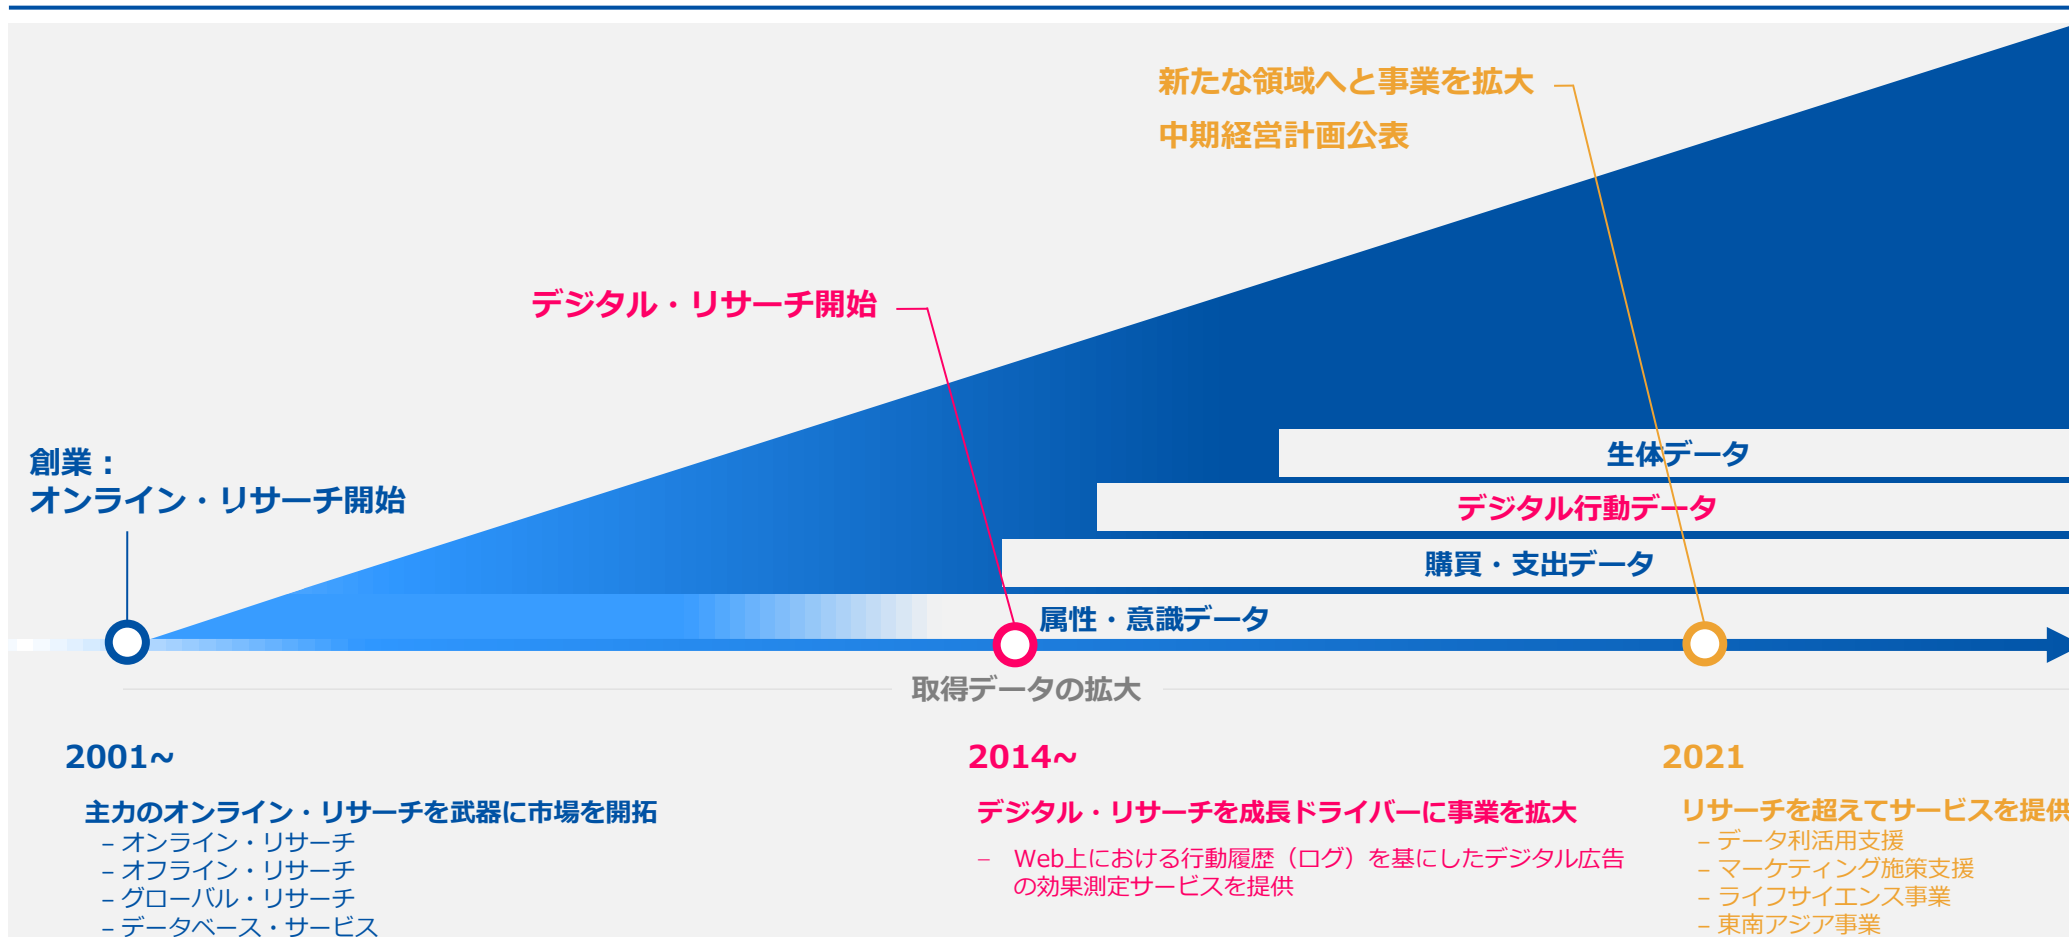 新たな領域へと事業を拡大
中期経営計画公表
デジタル・リサーチ開始
創業：
オンライン・リサーチ開始
生体データ
デジタル行動データ
購買・支出データ
属性・意識データ
取得データの拡大
2001~
主力のオンライン・リサーチを武器に市場を開拓
– オンライン・リサーチ
– オフライン・リサーチ
– グローバル・リサーチ
– データベース・サービス
2014~
デジタル・リサーチを成長ドライバーに事業を拡大
– Web上における行動履歴（ログ）を基にしたデジタル広告
の効果測定サービスを提供
2021
リサーチを超えてサービスを提供
– データ利活用支援
– マーケティング施策支援
– ライフサイエンス事業
– 東南アジア事業